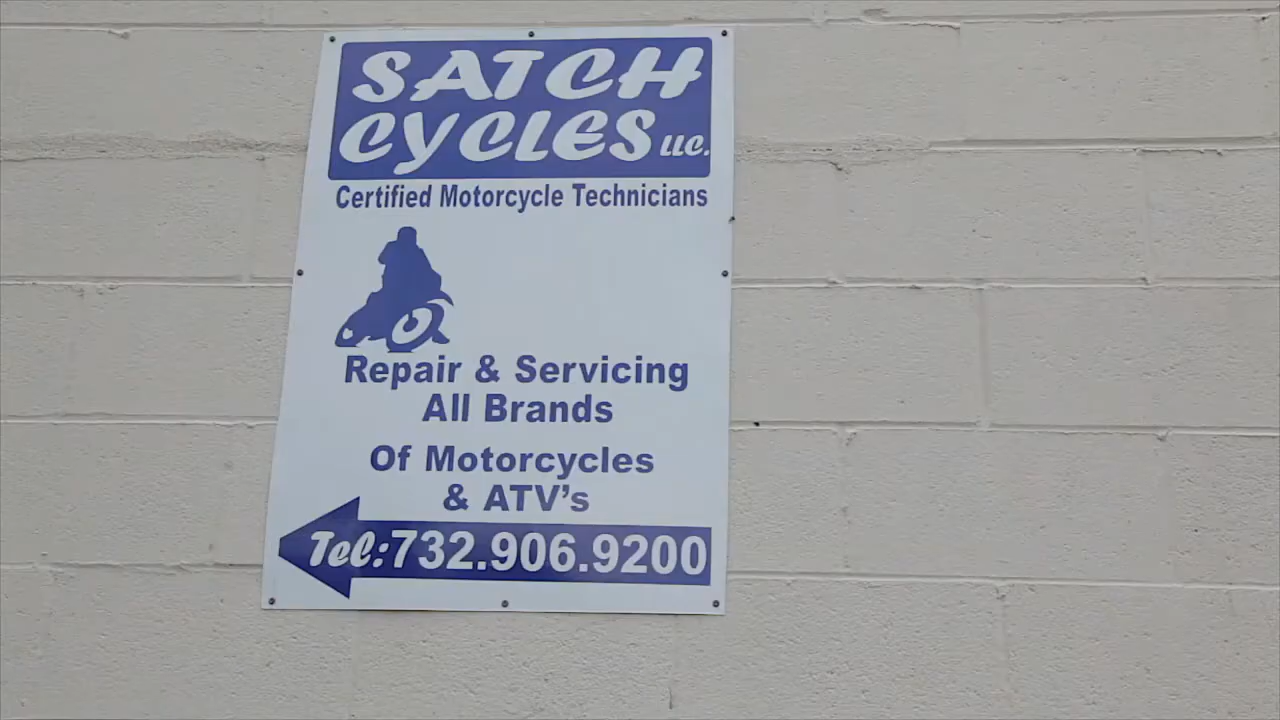 SATCH
CYCLES LLC.
Certified Motorcycle Technicians
Repair & Servicing
All Brands
Of Motorcycles
& ATV's
Tel:732.906.9200